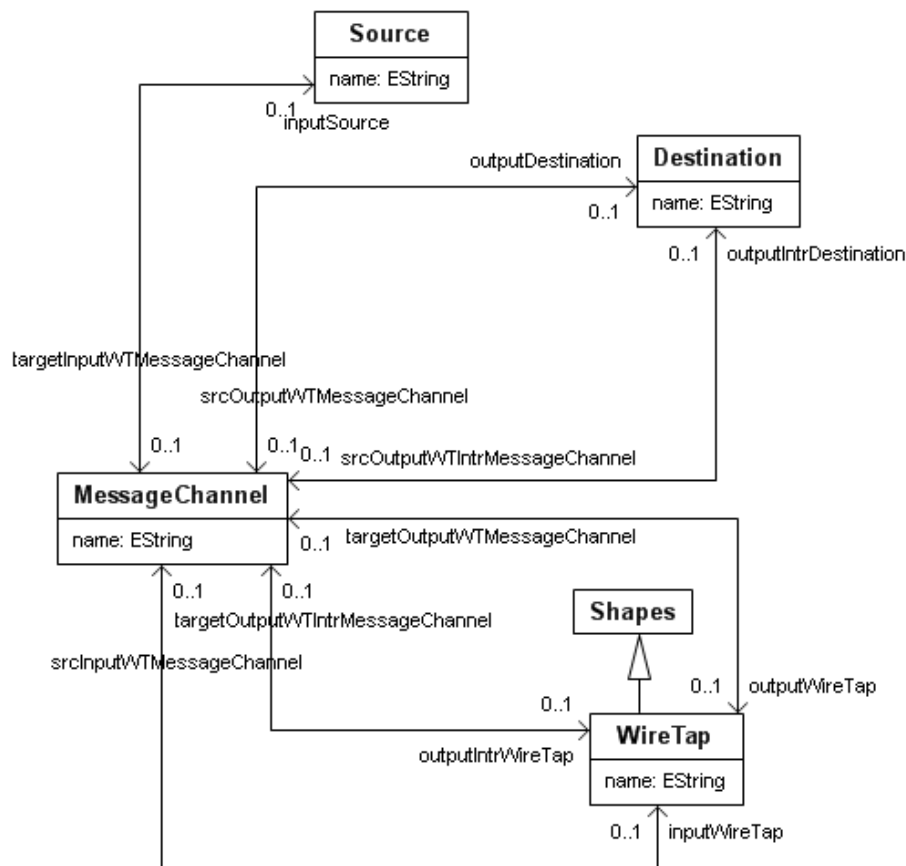 Source
name: EString
0..1
inputSource
outputDestination
Destination
0..1
name: EString
0..1
outputIntrDestination
targetInputWTMessageChannel
srcOutputWTMessageChannel
0..1
0..1
0..1
srcOutputWTIntrMessageChannel
MessageChannel
name: EString
0..1
targetOutputWTMessageChannel
0..1
0..1
targetOutputWTIntrMessageChannel
Shapes
srcInputWTMessageChannel
0..1
outputWireTap
0..1
WireTap
outputIntrWireTap
name: EString
0..1
inputWireTap